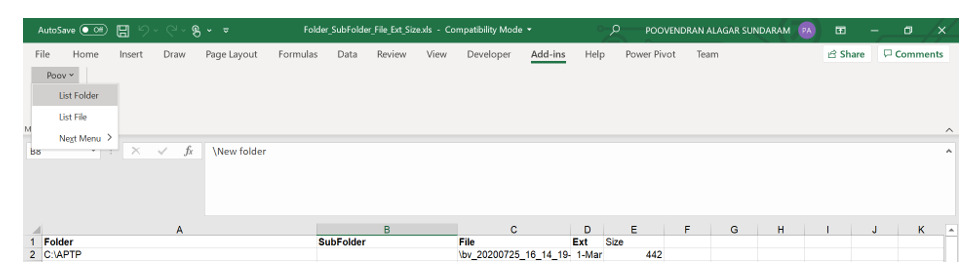 AutoSave Off Folder_SubFolder_File_Ext_Size.xls - Compatibility Mode POOVENDRAN ALAGAR SUNDARAM PA
File Home Insert Draw Page Layout Formulas Data Review View Developer Add-ins Help Power Pivot Team Share Comments
Poov
List Folder
List File
M
Next Menu >
B8 fx \New folder
A B C D E F G H I J K
1 Folder SubFolder File Ext Size
2 C:\APTP \bv_20200725_16_14_19- 1-Mar 442